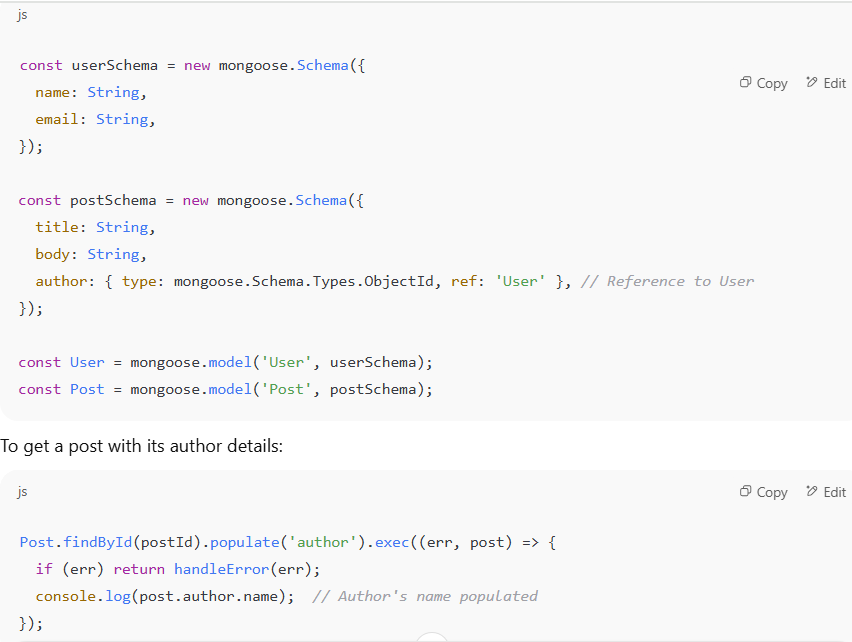 js
const userSchema = new mongoose.Schema({
Copy Edit
  name: String,
  email: String,
});
const postSchema = new mongoose.Schema({
  title: String,
  body: String,
  author: { type: mongoose.Schema.Types.ObjectId, ref: 'User' }, // Reference to User
});
const User = mongoose.model('User', userSchema);
const Post = mongoose.model('Post', postSchema);
To get a post with its author details:
js
Copy Edit
Post.findById(postId).populate('author').exec((err, post) => {
  if (err) return handleError(err);
  console.log(post.author.name);  // Author's name populated
});